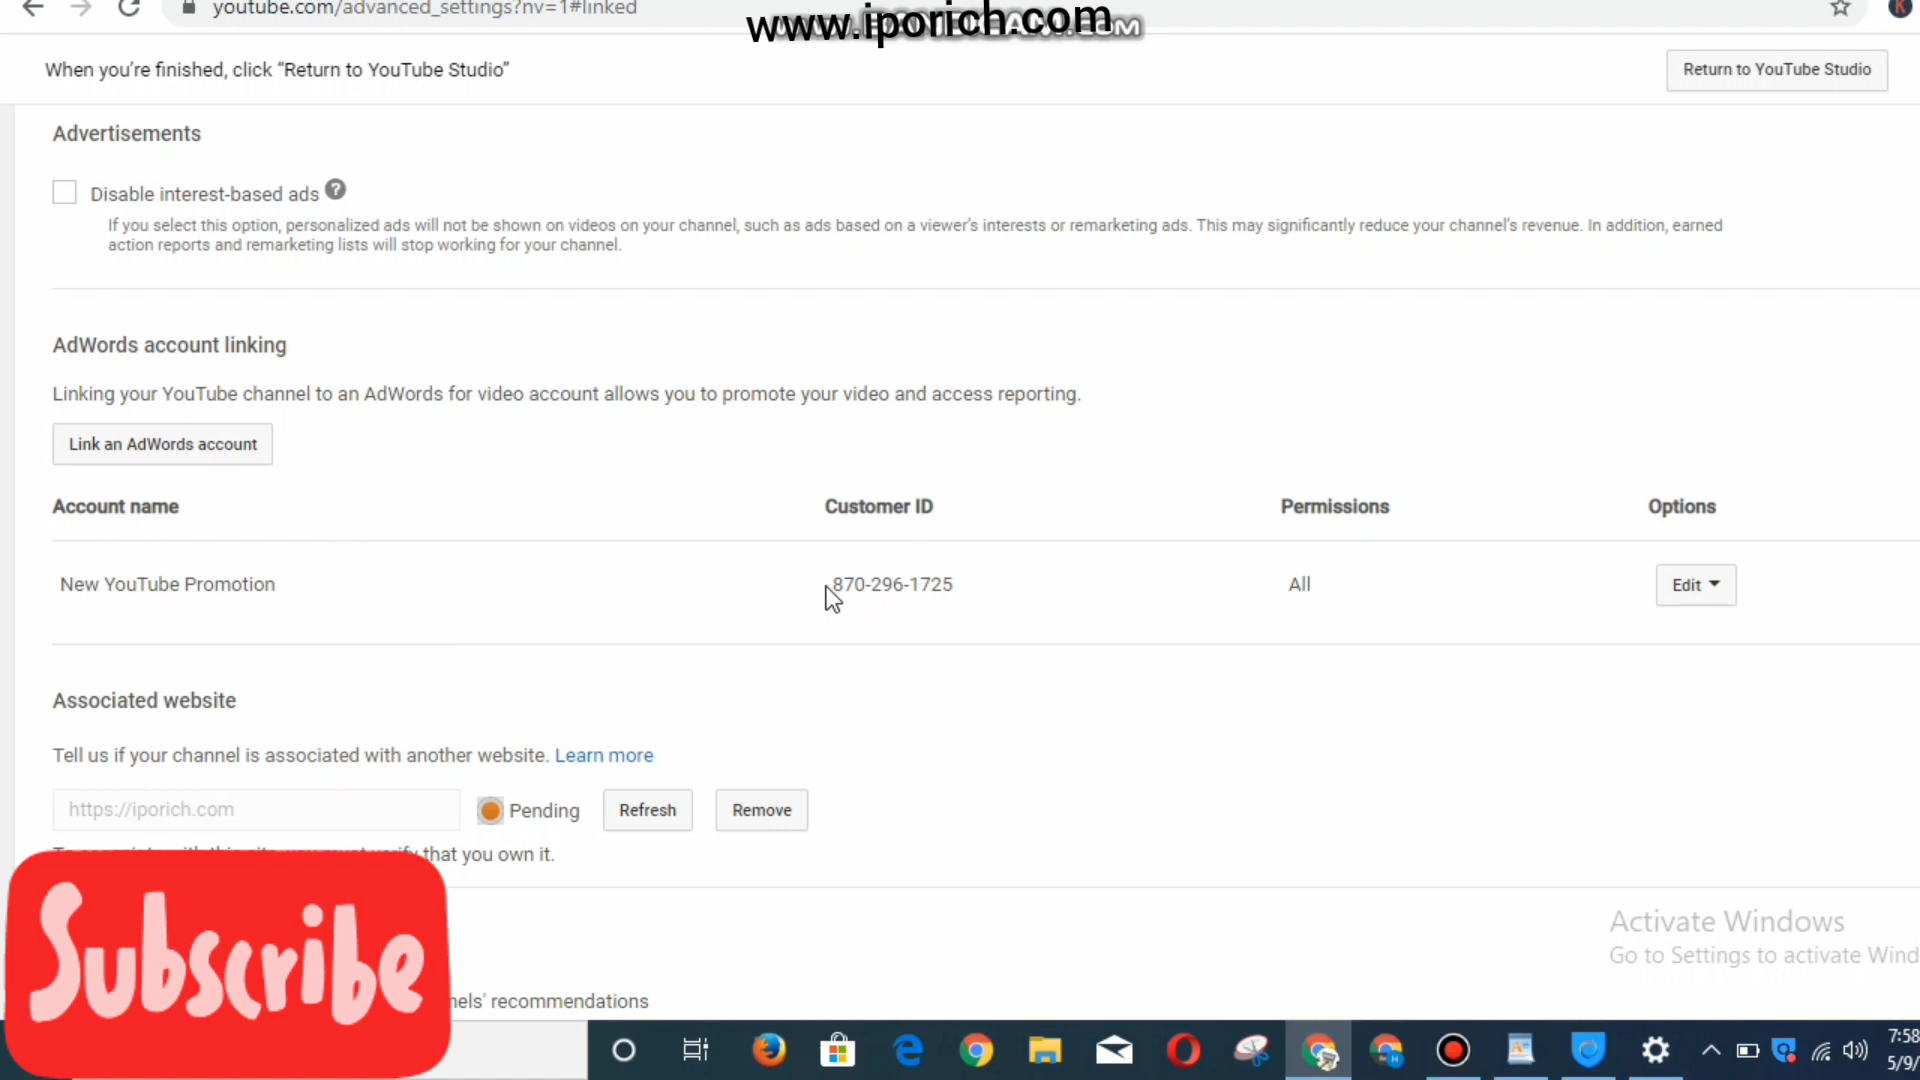 youtube.com/advanced_settings?nv=1#linked
www.iporich.com
When you're finished, click “Return to YouTube Studio”
Return to YouTube Studio
Advertisements
Disable interest-based ads
If you select this option, personalized ads will not be shown on videos on your channel, such as ads based on a viewer's interests or remarketing ads. This may significantly reduce your channel's revenue. In addition, earned
action reports and remarketing lists will stop working for your channel.
AdWords account linking
Linking your YouTube channel to an AdWords for video account allows you to promote your video and access reporting.
Link an AdWords account
Account name Customer ID Permissions Options
New YouTube Promotion 870-296-1725 All Edit
Associated website
Tell us if your channel is associated with another website. Learn more
https://iporich.com Pending Refresh Remove
that you own it.
Subscribe
Activate Windows
Go to Settings to activate Wind
nels' recommendations
7:58
5/9/